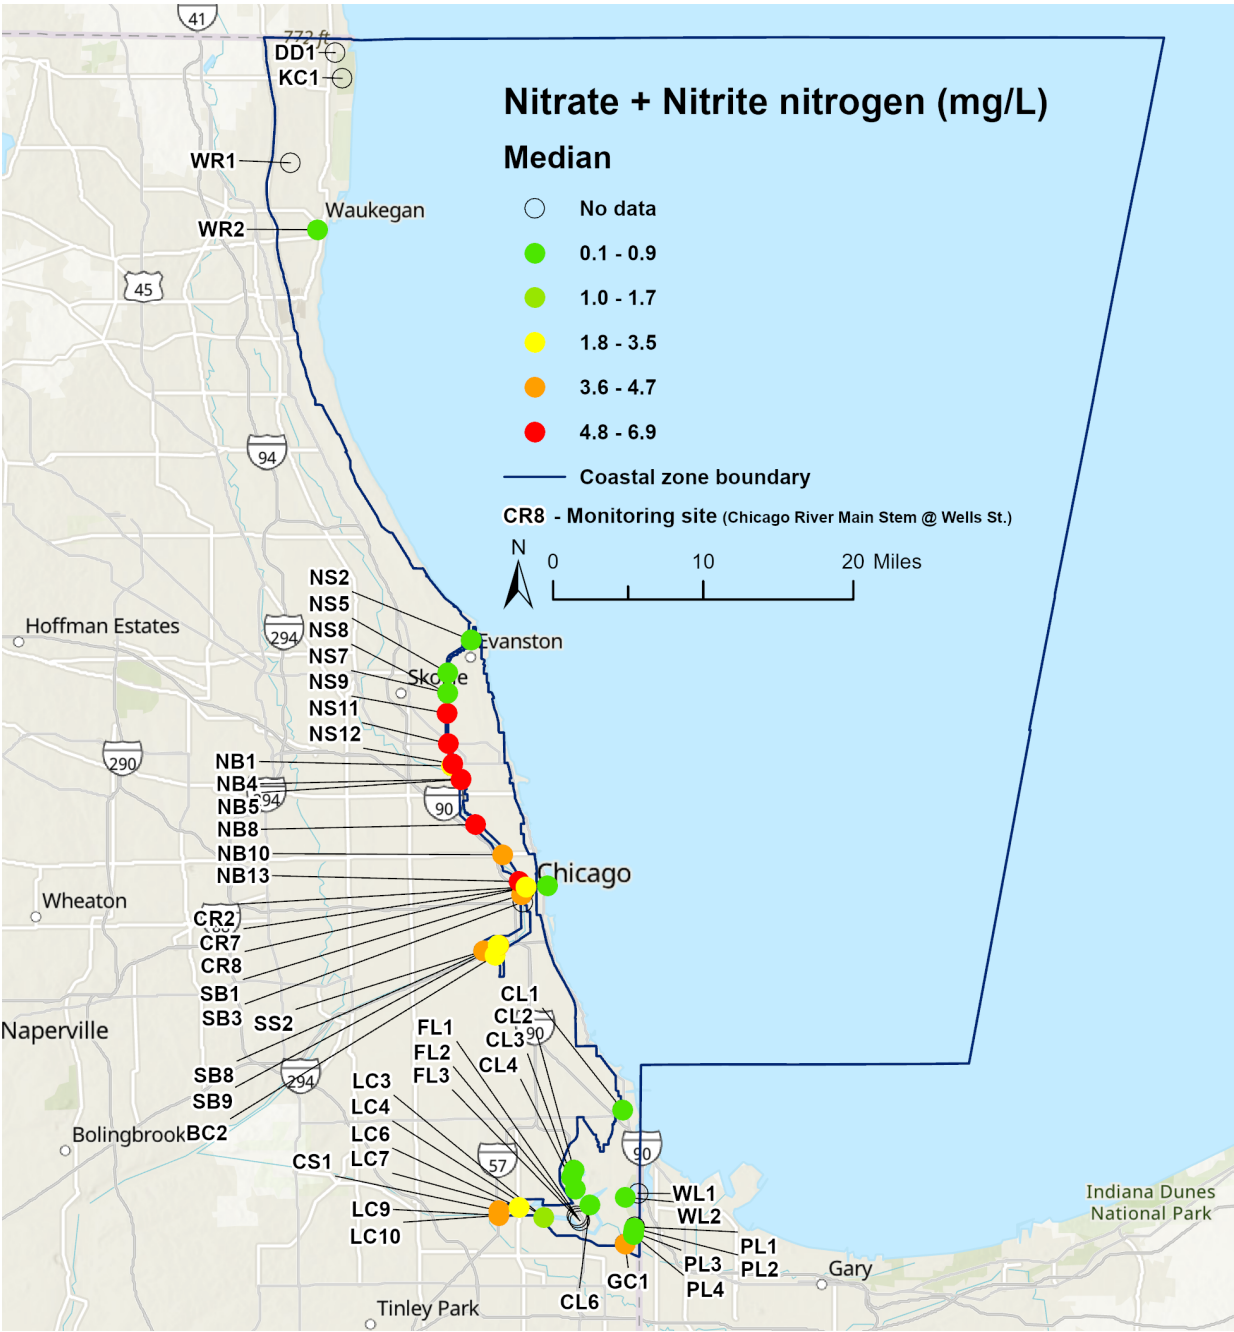 41
772 ft
DD1
KC1
Nitrate + Nitrite nitrogen (mg/L)
Median
WR1
No data
Waukegan
WR2
0.1 - 0.9
45
1.0 - 1.7
1.8 - 3.5
3.6 - 4.7
4.8 - 6.9
94
Coastal zone boundary
CR8 - Monitoring site (Chicago River Main Stem @ Wells St.)
N
0 10 20 Miles
NS2
NS5
Hoffman Estates
294
NS8
Evanston
NS7
Skokie
NS9
NS11
NS12
290
NB1
NB4
294
NB5
90
NB8
NB10
NB13
Chicago
Wheaton
CR2
CR7
CR8
SB1
SB3
SS2
CL1
CL2
90
Naperville
FL1
CL3
FL2
CL4
FL3
SB8
294
LC3
SB9
LC4
BC2
Bolingbrook
LC6
90
LC7
CS1
57
WL1
WL2
Indiana Dunes
National Park
LC9
LC10
PL1
PL3
PL2
PL4
GC1
Gary
CL6
Tinley Park